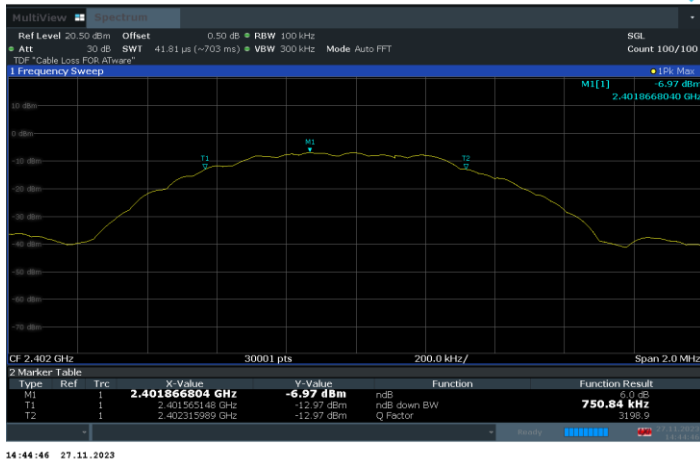 MultiView Spectrum
Ref Level 20.50 dBm Offset 0.50 dB RBW 100 kHz SGL
Att 30 dB SWT 41.81 µs (~703 ms) VBW 300 kHz Mode Auto FFT Count 100/100
TDF "Cable Loss FOR ATware"
1 Frequency Sweep 1Pk Max
M1[1] -6.97 dBm
2.4018668040 GHz
10 dBm
0 dBm
M1
T1 T2
-10 dBm
-20 dBm
-30 dBm
-40 dBm
-50 dBm
-60 dBm
-70 dBm
CF 2.402 GHz 30001 pts 200.0 kHz/ Span 2.0 MHz
2 Marker Table
Type Ref Trc X-Value Y-Value Function Function Result
M1 1 2.401866804 GHz -6.97 dBm ndB 6.0 dB
T1 1 2.401565148 GHz -12.97 dBm ndB down BW 750.84 kHz
T2 1 2.402315989 GHz -12.97 dBm Q Factor 3198.9
Ready 27.11.2023
14:44:46
14:44:46 27.11.2023